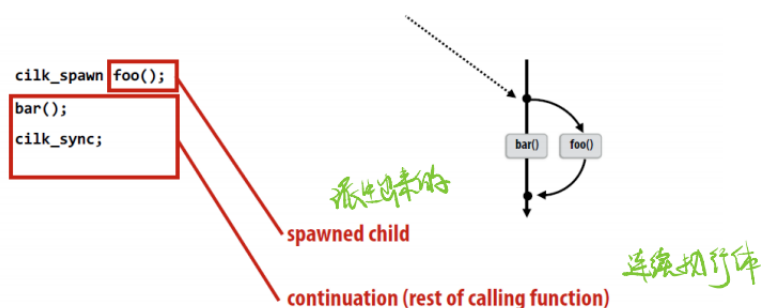 cilk_spawn foo();
bar();
cilk_sync;
bar()
foo()
派生出来的
spawned child
连续执行体
continuation (rest of calling function)